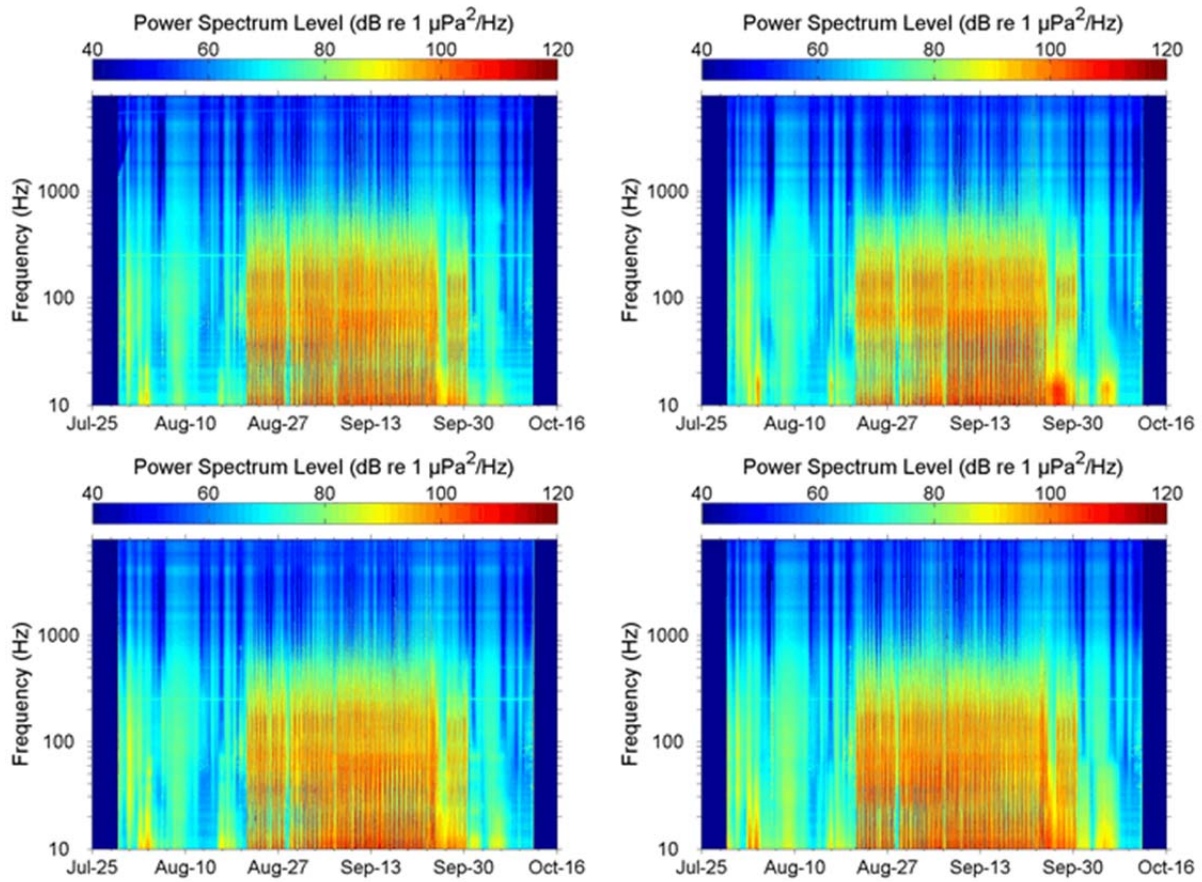 Power Spectrum Level (dB re 1 µPa²/Hz)
40 60 80 100 120
Frequency (Hz)
1000
100
10
Jul-25 Aug-10 Aug-27 Sep-13 Sep-30 Oct-16
Power Spectrum Level (dB re 1 µPa²/Hz)
40 60 80 100 120
Frequency (Hz)
1000
100
10
Jul-25 Aug-10 Aug-27 Sep-13 Sep-30 Oct-16
Power Spectrum Level (dB re 1 µPa²/Hz)
40 60 80 100 120
Frequency (Hz)
1000
100
10
Jul-25 Aug-10 Aug-27 Sep-13 Sep-30 Oct-16
Power Spectrum Level (dB re 1 µPa²/Hz)
40 60 80 100 120
Frequency (Hz)
1000
100
10
Jul-25 Aug-10 Aug-27 Sep-13 Sep-30 Oct-16